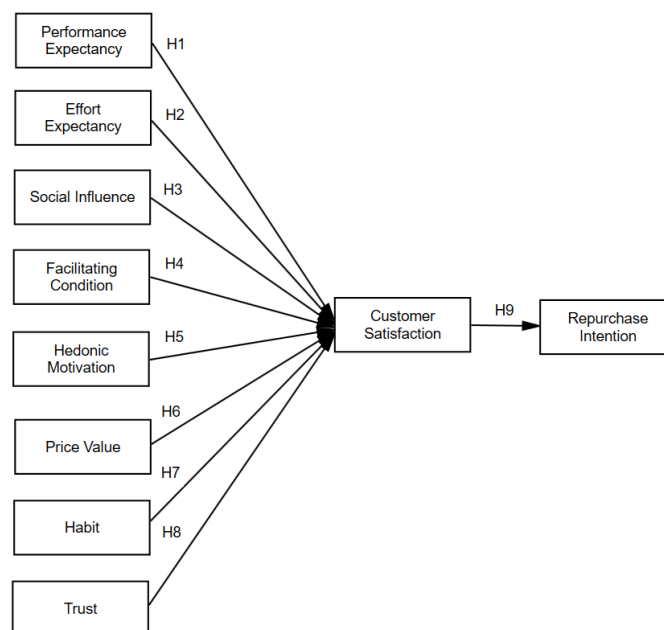 Performance
Expectancy
H1
Effort
Expectancy
H2
Social Influence
H3
Facilitating
Condition
H4
Hedonic
Motivation
H5
Price Value
H6
Habit
H7
Trust
H8
Customer
Satisfaction
H9
Repurchase
Intention